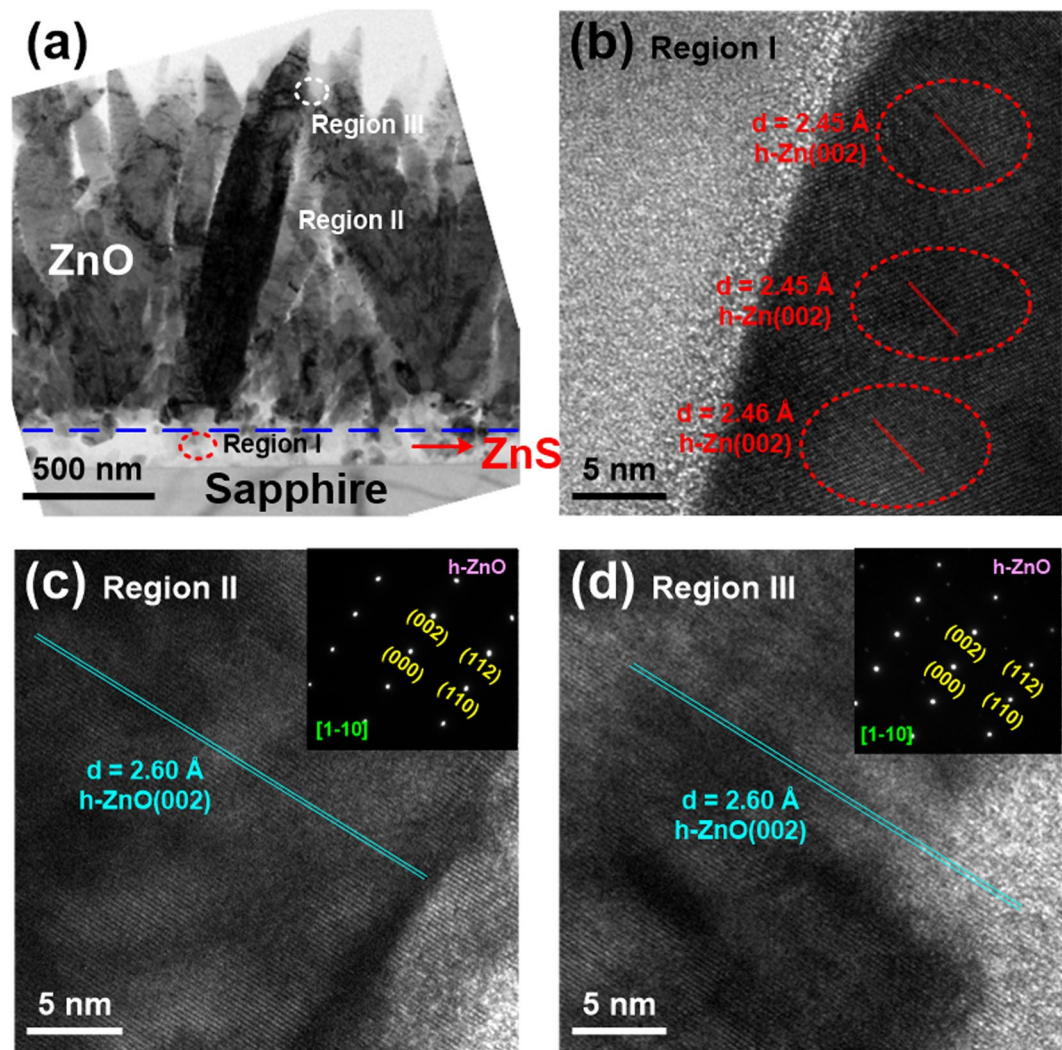 (a)
Region III
Region II
ZnO
Region I
ZnS
500 nm
Sapphire
(b) Region I
d = 2.45 Å
h-Zn(002)
d = 2.45 Å
h-Zn(002)
d = 2.46 Å
h-Zn(002)
5 nm
(c) Region II
h-ZnO
(002)
(000)
(112)
(110)
[1-10]
d = 2.60 Å
h-ZnO(002)
5 nm
(d) Region III
h-ZnO
(002)
(000)
(112)
(110)
[1-10]
d = 2.60 Å
h-ZnO(002)
5 nm